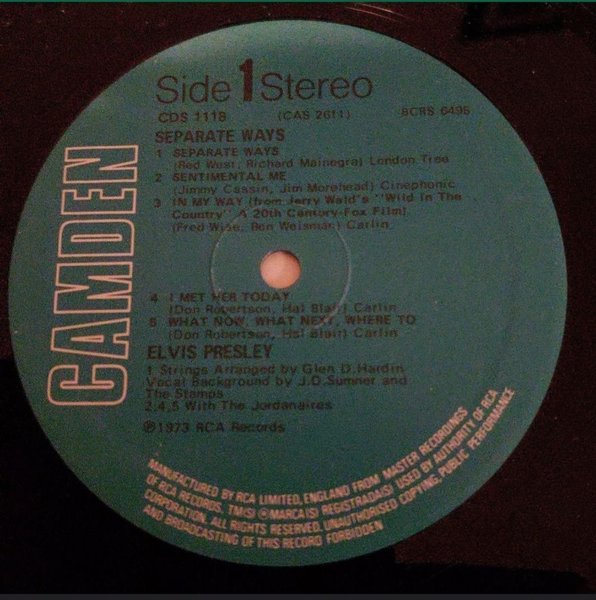 Side 1 Stereo
CDS 1118 (CAS 2611) BCRS 6495
SEPARATE WAYS
1 SEPARATE WAYS
(Red West, Richard Mainegra) London Tree
2 SENTIMENTAL ME
(Jimmy Cassin, Jim Morehead) Cinephonic
3 IN MY WAY (from Jerry Wald's "Wild In The
Country" A 20th Century-Fox Film)
(Fred Wise, Ben Weisman) Carlin
4 I MET HER TODAY
(Don Robertson, Hal Blair) Carlin
5 WHAT NOW, WHAT NEXT, WHERE TO
(Don Robertson, Hal Blair) Carlin
ELVIS PRESLEY
1 Strings Arranged by Glen D.Hardin
Vocal Background by J.D.Sumner and
The Stamps
2,4,5 With The Jordanaires
℗1973 RCA Records
CAMDEN
MANUFACTURED BY RCA LIMITED, ENGLAND FROM MASTER RECORDINGS
OF RCA RECORDS. TM(S) ® MARCA(S) REGISTRADA(S) USED BY AUTHORITY OF RCA
CORPORATION. ALL RIGHTS RESERVED. UNAUTHORISED COPYING, PUBLIC PERFORMANCE
AND BROADCASTING OF THIS RECORD FORBIDDEN